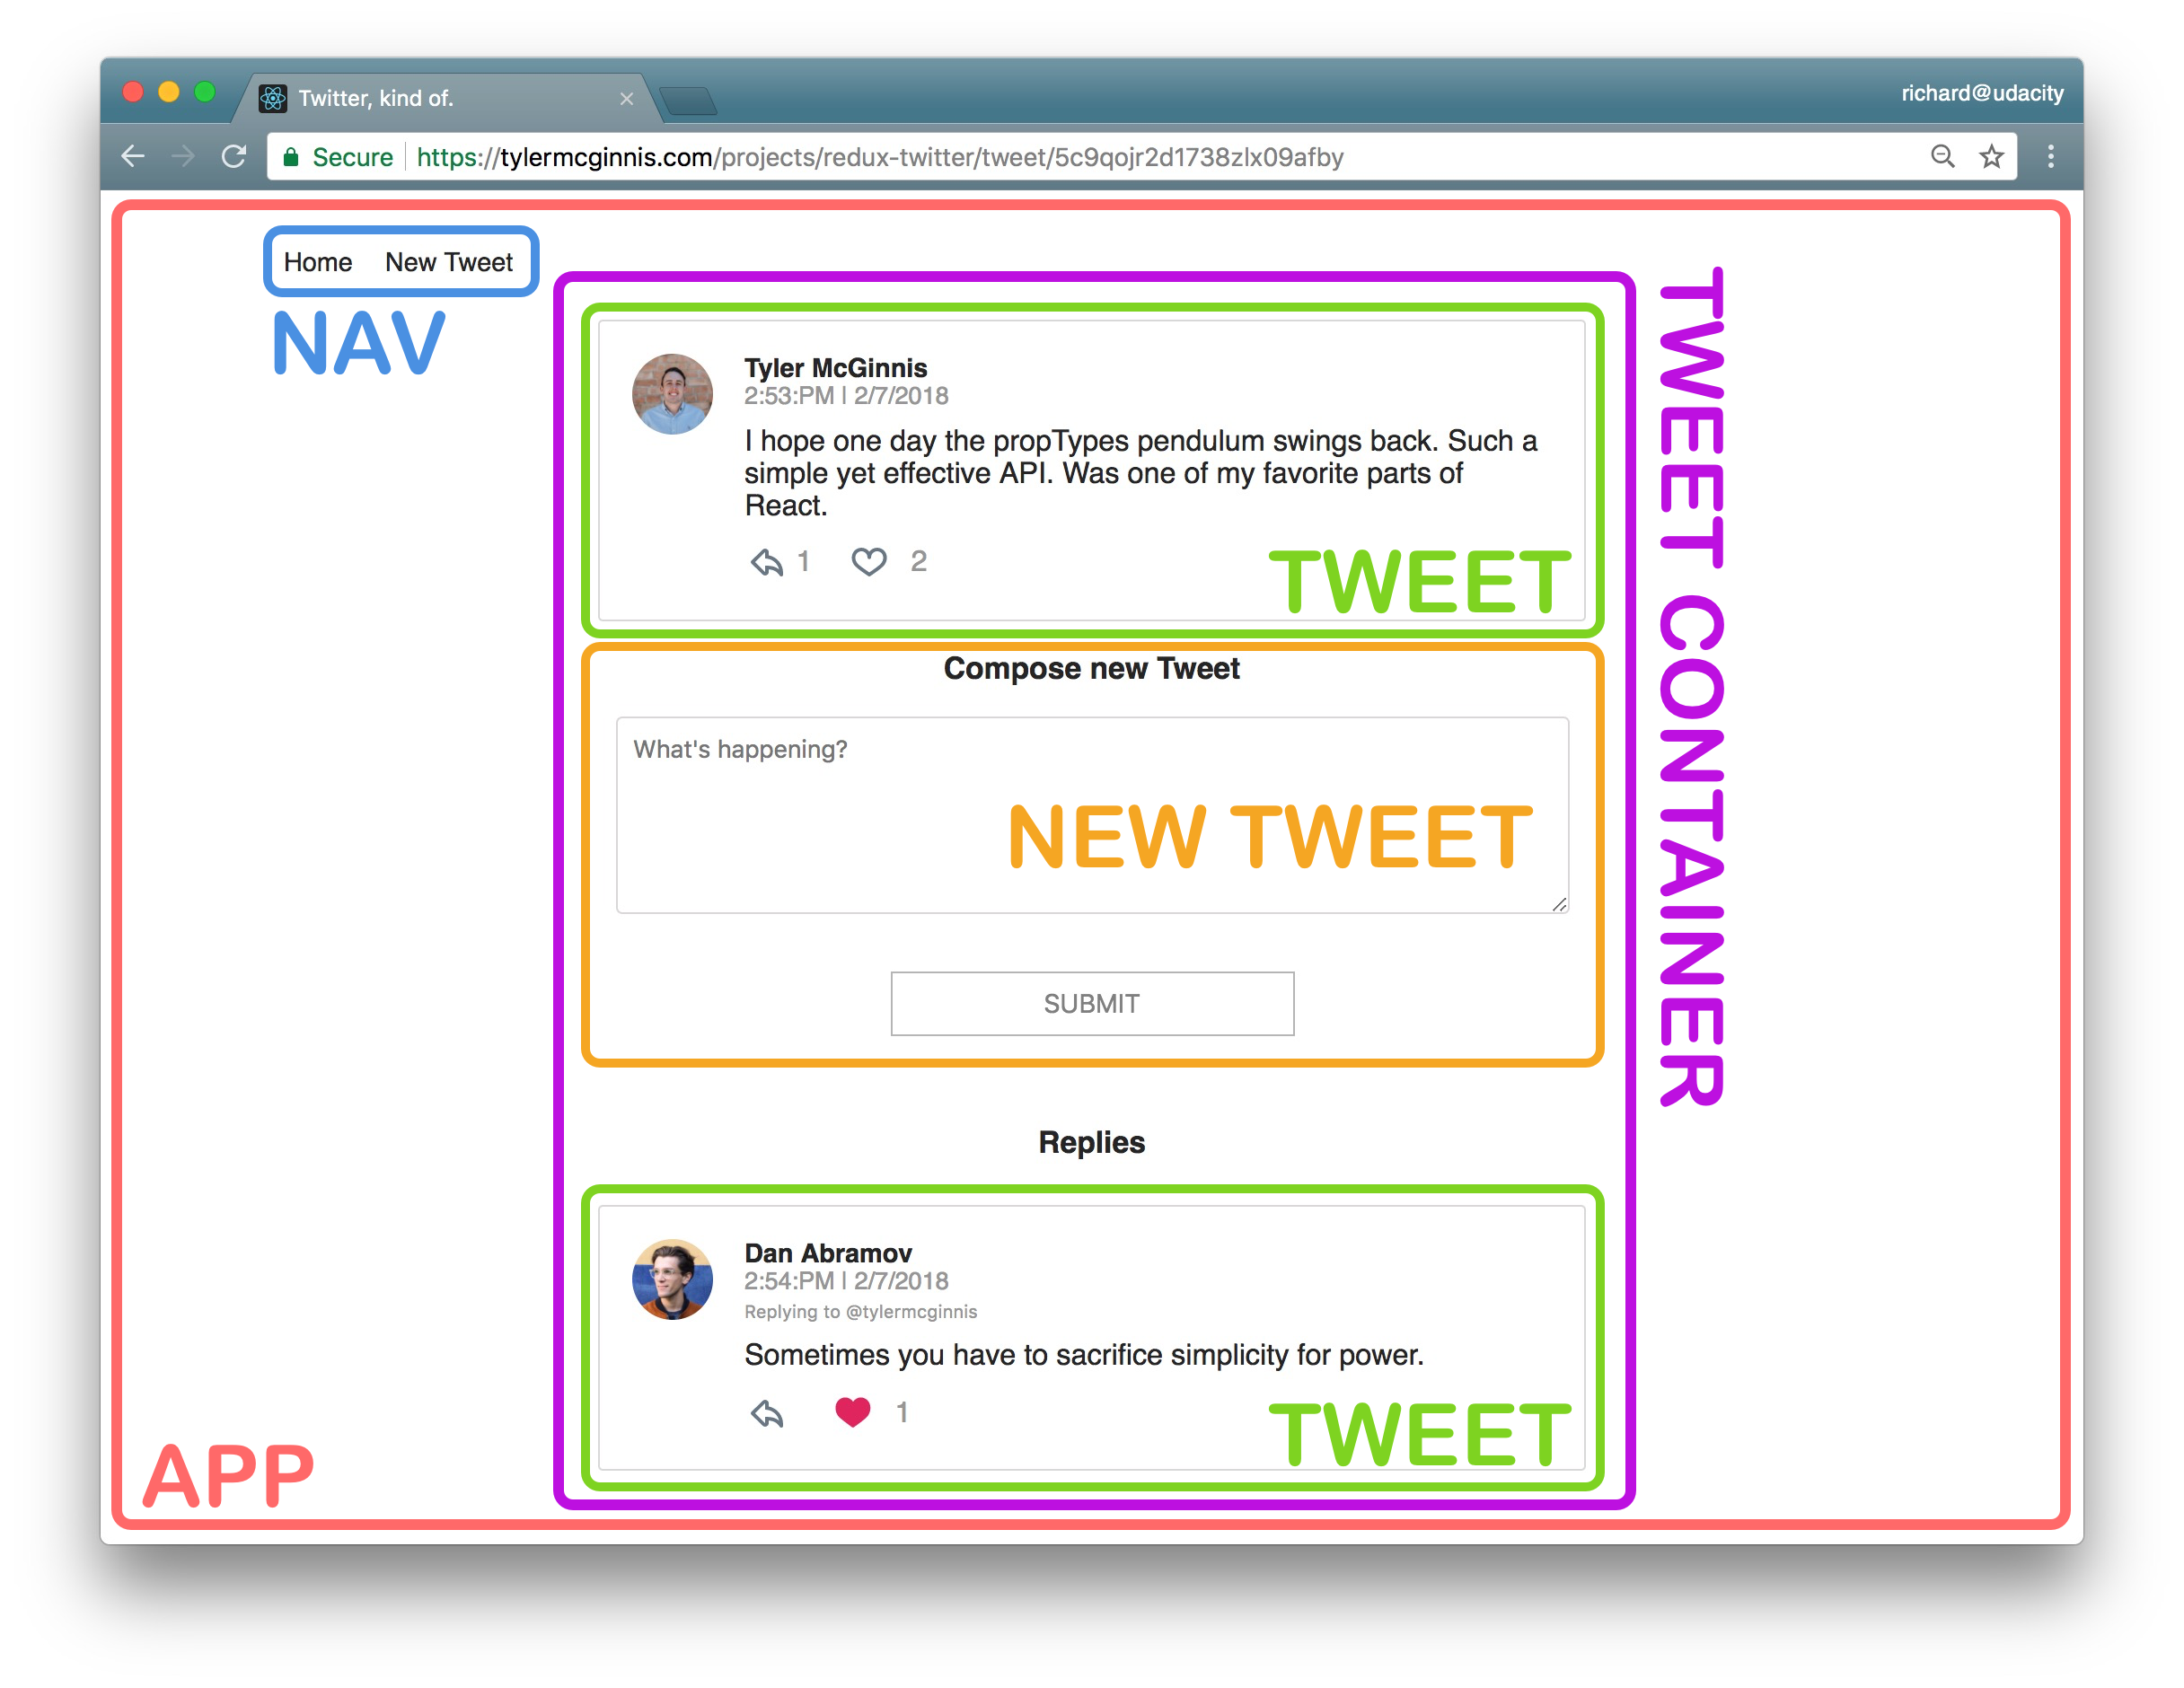 Twitter, kind of.
richard@udacity
Secure https://tylermcginnis.com/projects/redux-twitter/tweet/5c9qojr2d1738zlx09afby
Home New Tweet
NAV
TWEET CONTAINER
Tyler McGinnis
2:53:PM | 2/7/2018
I hope one day the propTypes pendulum swings back. Such a
simple yet effective API. Was one of my favorite parts of
React.
1 2
TWEET
Compose new Tweet
What's happening?
NEW TWEET
SUBMIT
Replies
Dan Abramov
2:54:PM | 2/7/2018
Replying to @tylermcginnis
Sometimes you have to sacrifice simplicity for power.
1
TWEET
APP